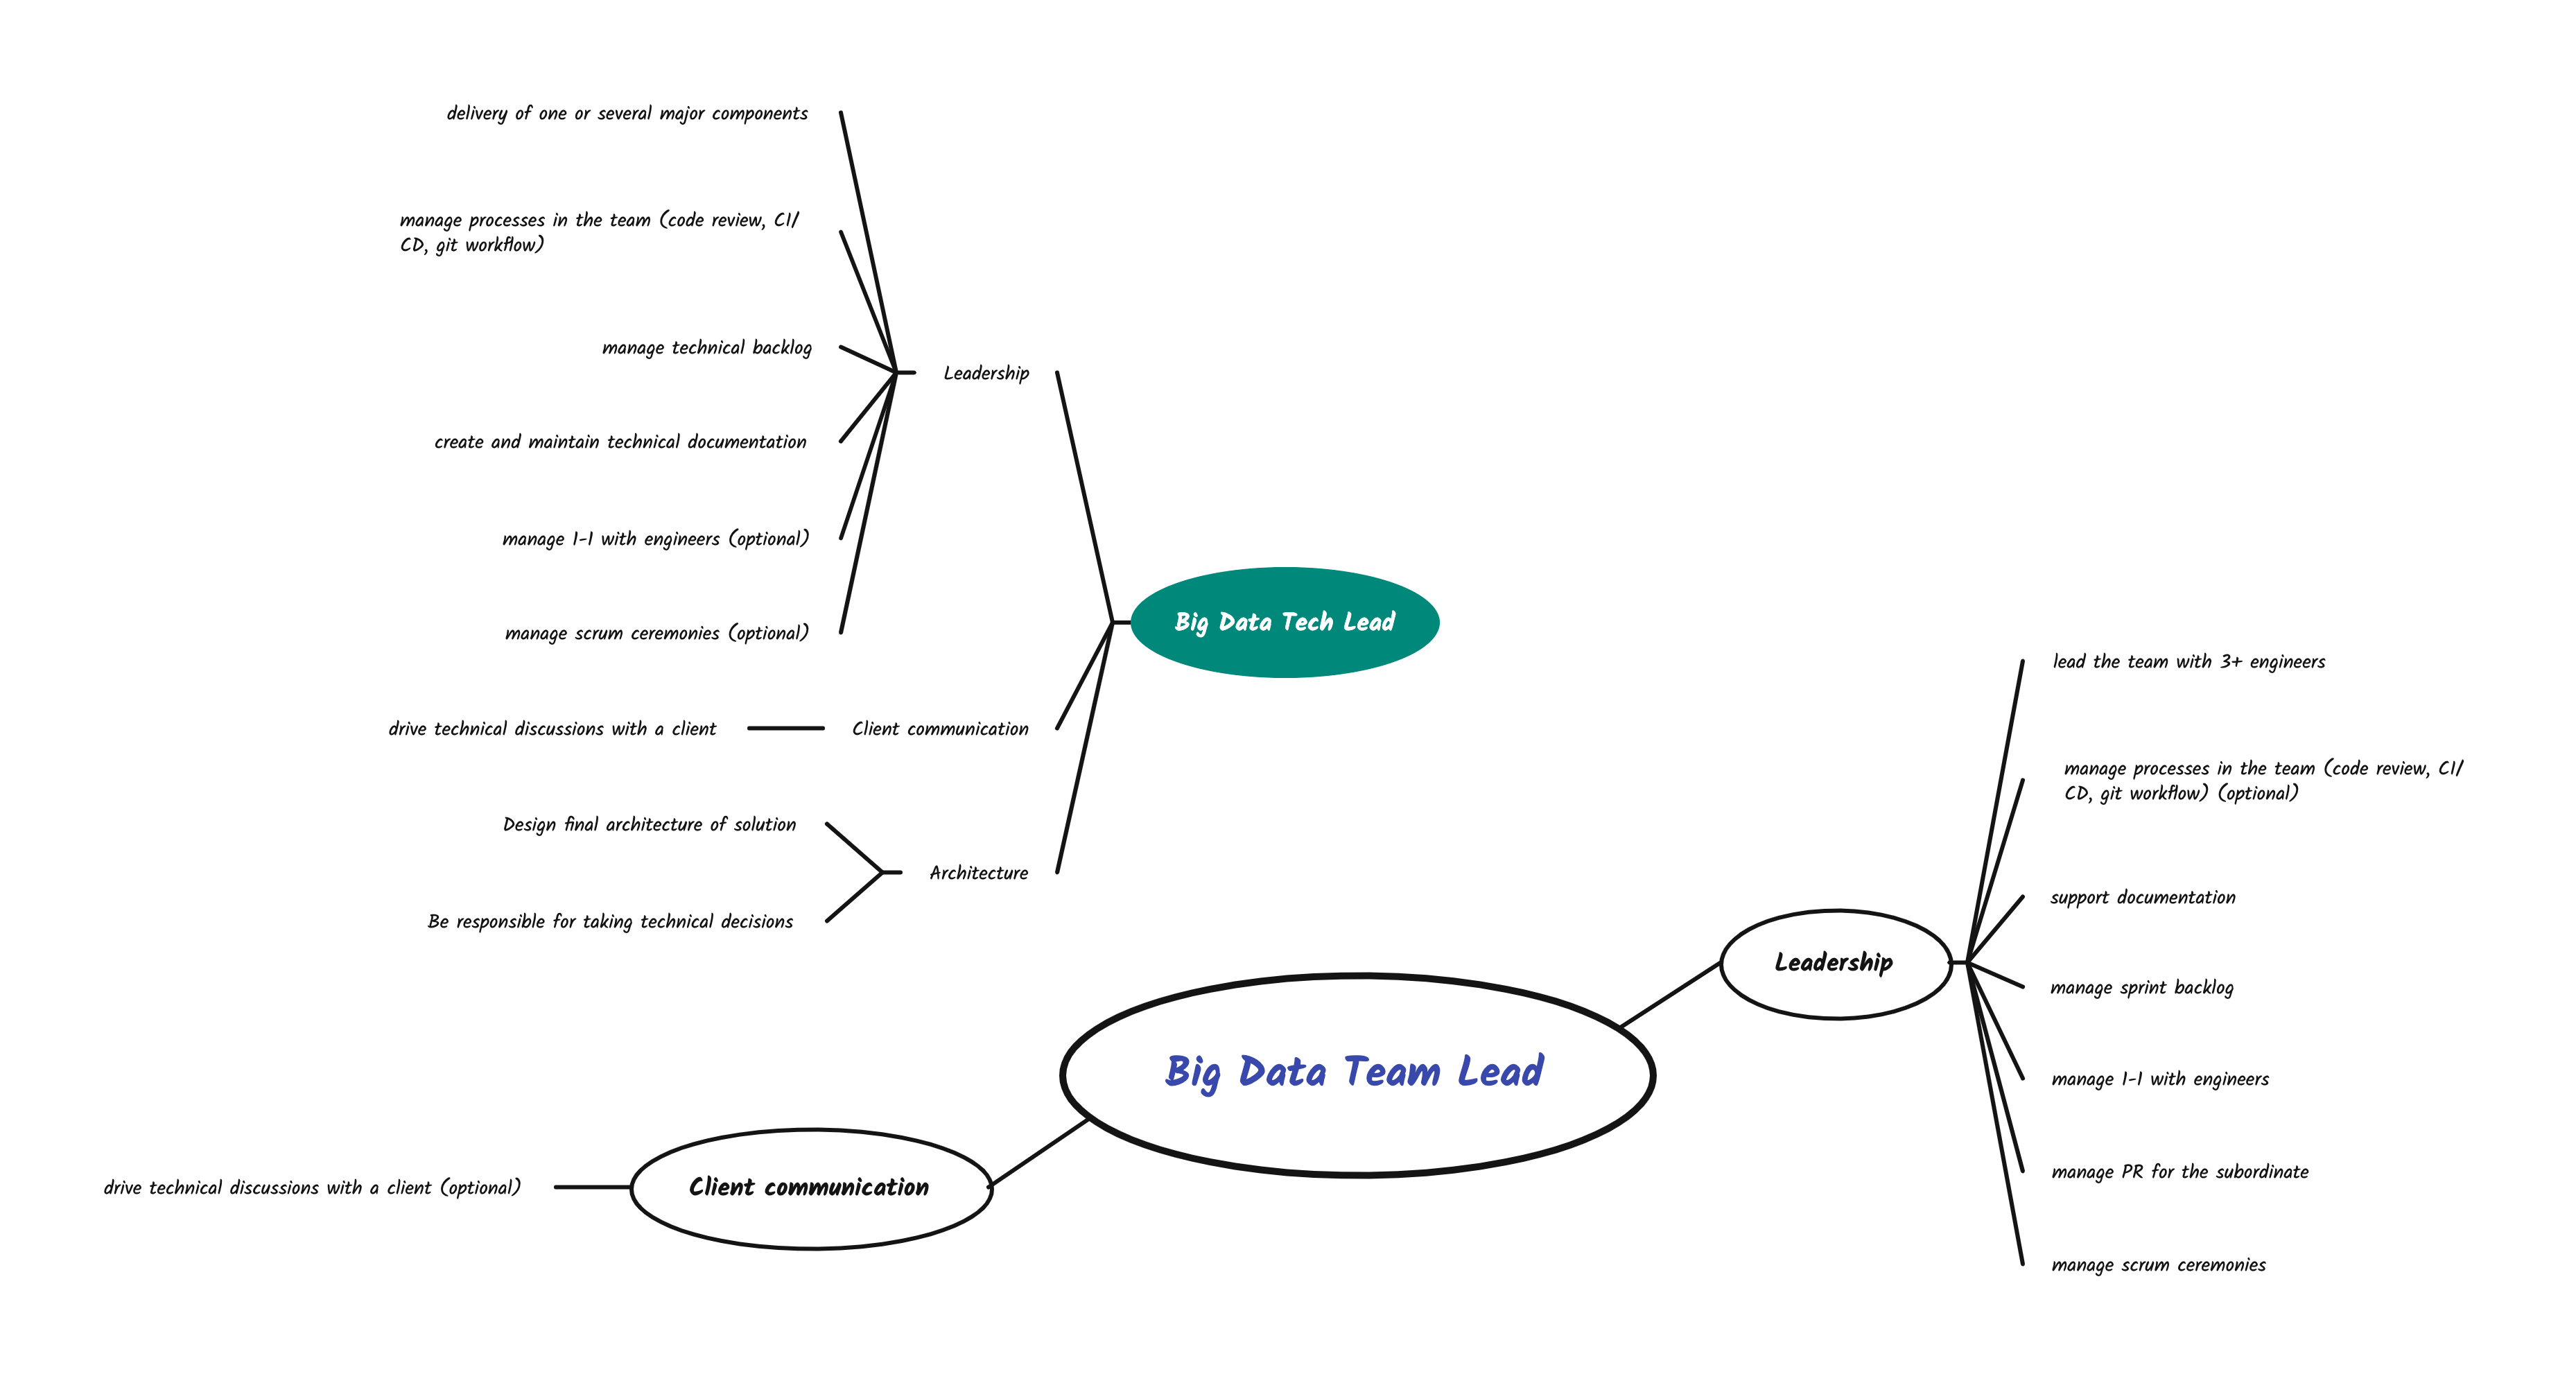 delivery of one or several major components
manage processes in the team (code review, CI/
CD, git workflow)
manage technical backlog
Leadership
create and maintain technical documentation
manage 1-1 with engineers (optional)
manage scrum ceremonies (optional)
Big Data Tech Lead
drive technical discussions with a client
Client communication
Design final architecture of solution
Architecture
Be responsible for taking technical decisions
lead the team with 3+ engineers
manage processes in the team (code review, CI/
CD, git workflow) (optional)
support documentation
Leadership
manage sprint backlog
Big Data Team Lead
manage 1-1 with engineers
manage PR for the subordinate
Client communication
drive technical discussions with a client (optional)
manage scrum ceremonies